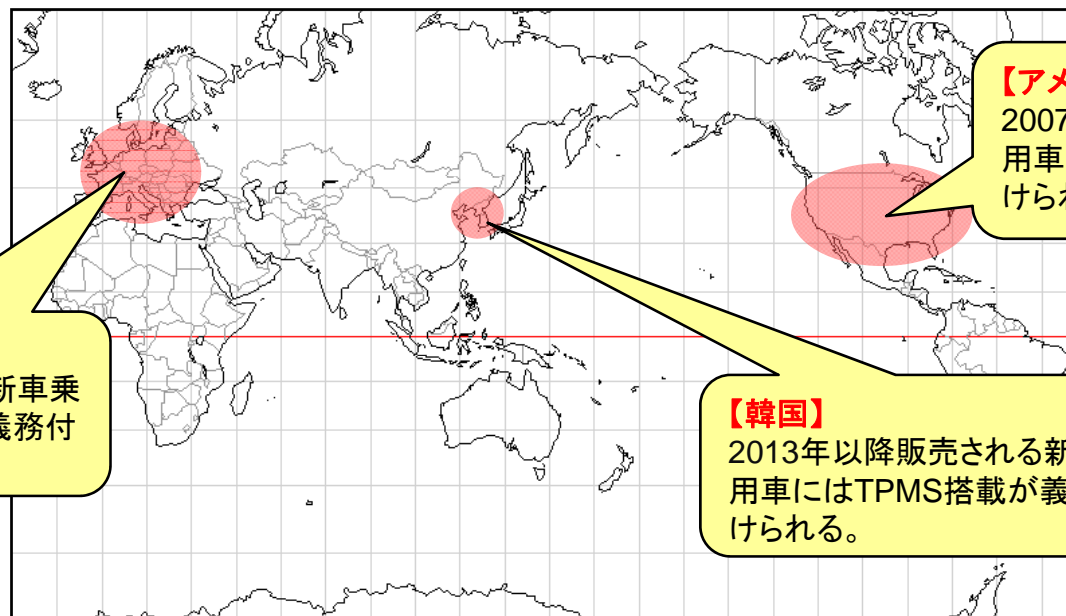 【アメ
2007
用車
けられ
新車乗
義務付
【韓国】
2013年以降販売される新
用車にはTPMS搭載が義
けられる。